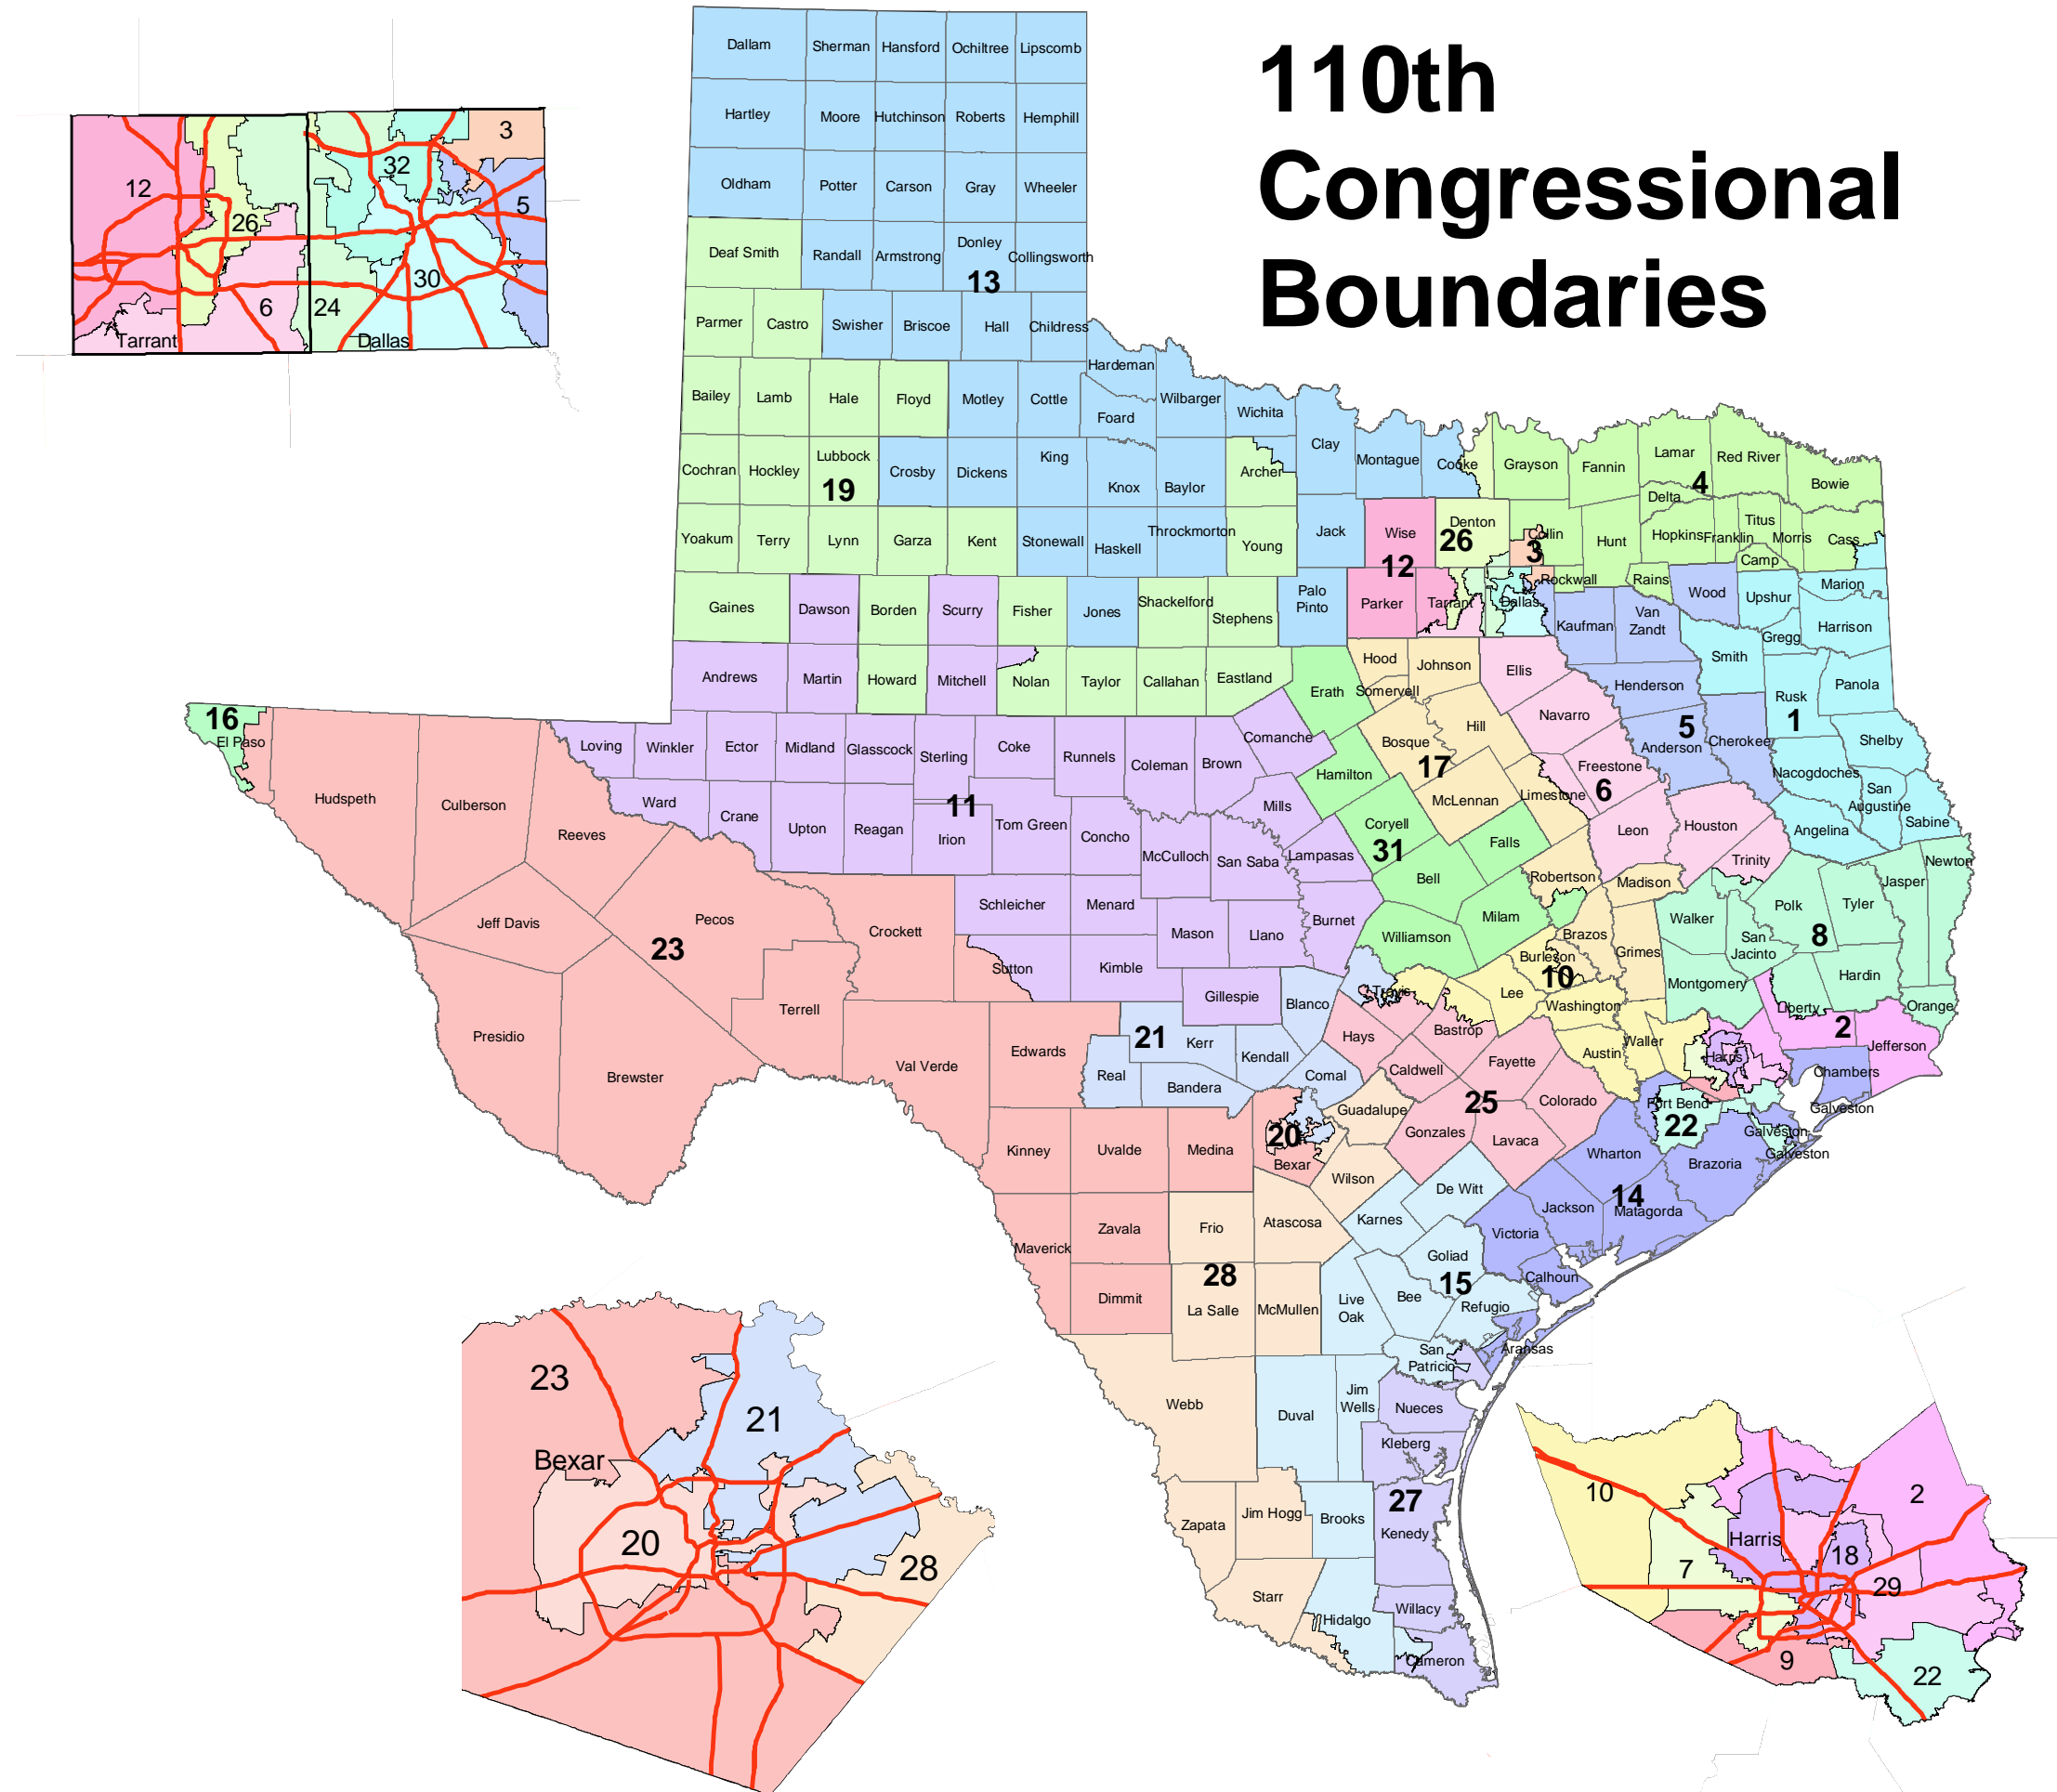 110th
Congressional
Boundaries
Dallam Sherman Hansford Ochiltree Lipscomb
Hartley Moore Hutchinson Roberts Hemphill
Oldham Potter Carson Gray Wheeler
Deaf Smith Randall Armstrong Donley Collingsworth
13
Parmer Castro Swisher Briscoe Hall Childress
Hardeman
Bailey Lamb Hale Floyd Motley Cottle Foard Wilbarger Wichita
Clay Montague Cooke Grayson Fannin Lamar Red River Bowie
Cochran Hockley Lubbock Crosby Dickens King Knox Baylor Archer
19
4
Delta
Yoakum Terry Lynn Garza Kent Stonewall Haskell Throckmorton Young Jack Wise Denton Collin Hunt Hopkins Franklin Titus Morris Cass
26
3
12
Camp
Gaines Dawson Borden Scurry Fisher Jones Shackelford Stephens Palo
Pinto
Parker Tarrant Dallas Rockwall Rains Wood Upshur Marion
Kaufman Van
Zandt
Gregg Harrison
Smith
Andrews Martin Howard Mitchell Nolan Taylor Callahan Eastland Erath Hood Johnson Somervell Ellis Henderson Rusk Panola
1
16
El Paso
Navarro
5
Anderson Cherokee Shelby
Hill
Bosque
17
Loving Winkler Ector Midland Glasscock Sterling Coke Runnels Coleman Brown Comanche
Hamilton Freestone
6
Limestone
Nacogdoches
San
Augustine
Sabine
Hudspeth Culberson Reeves Ward Crane Upton Reagan
11
Irion Tom Green Concho Mills McLennan
Coryell
31
Falls Leon Houston Angelina
McCulloch San Saba Lampasas Trinity Newton
Bell Robertson Madison Jasper
Jeff Davis Pecos Crockett Schleicher Menard Mason Llano Burnet Williamson Milam Walker Polk Tyler
23
Brazos
San
Jacinto
8
Burleson Grimes
10
Sutton Kimble Travis Lee Montgomery Hardin
Gillespie Blanco Washington Liberty Orange
Terrell
2
Presidio Brewster Val Verde Edwards
21
Kerr Kendall Hays Bastrop Fayette Austin Waller Harris Jefferson
Real Bandera Comal Caldwell Chambers
Colorado
25
Fort Bend
22
Galveston
Guadalupe
Kinney Uvalde Medina
20
Bexar Gonzales Lavaca Wharton Galveston
Galveston
Brazoria
Wilson De Witt
14
Jackson Matagorda
Maverick Zavala Frio Atascosa Karnes Victoria
Goliad
28
15
Calhoun
Dimmit La Salle McMullen Live
Oak
Bee Refugio
San
Patricio
Aransas
Webb Duval Jim
Wells
Nueces
Kleberg
27
Zapata Jim Hogg Brooks Kenedy
Starr Willacy
Hidalgo
Cameron
3
32
12
26
5
30
6 24
Tarrant Dallas
23
21
Bexar
20
28
10
2
Harris
18
7
29
9
22